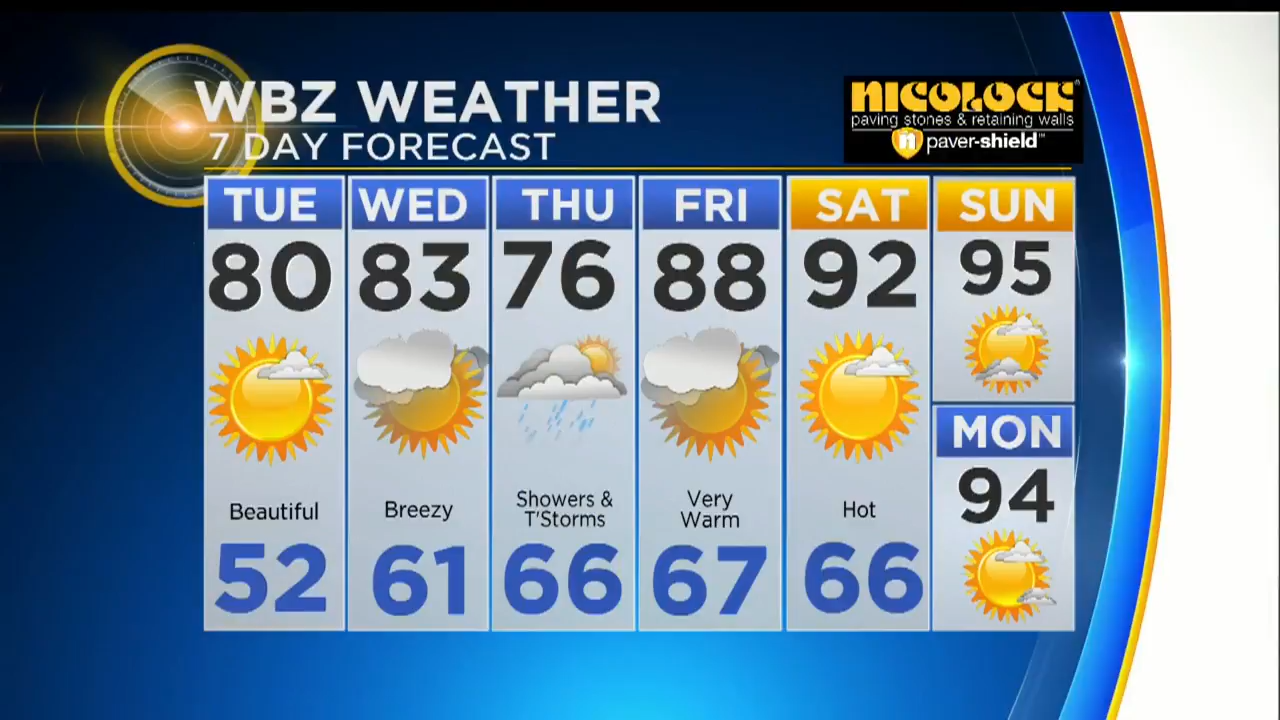 WBZ WEATHER
7 DAY FORECAST
NICOLOCK®
paving stones & retaining walls
n paver-shield™
TUE
80
Beautiful
52
WED
83
Breezy
61
THU
76
Showers &
T'Storms
66
FRI
88
Very
Warm
67
SAT
92
Hot
66
SUN
95
MON
94